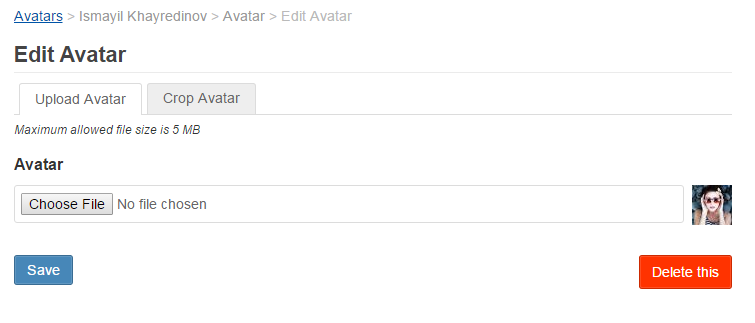 Avatars > Ismayil Khayredinov > Avatar > Edit Avatar
Edit Avatar
Upload Avatar Crop Avatar
Maximum allowed file size is 5 MB
Avatar
Choose File No file chosen
Save Delete this